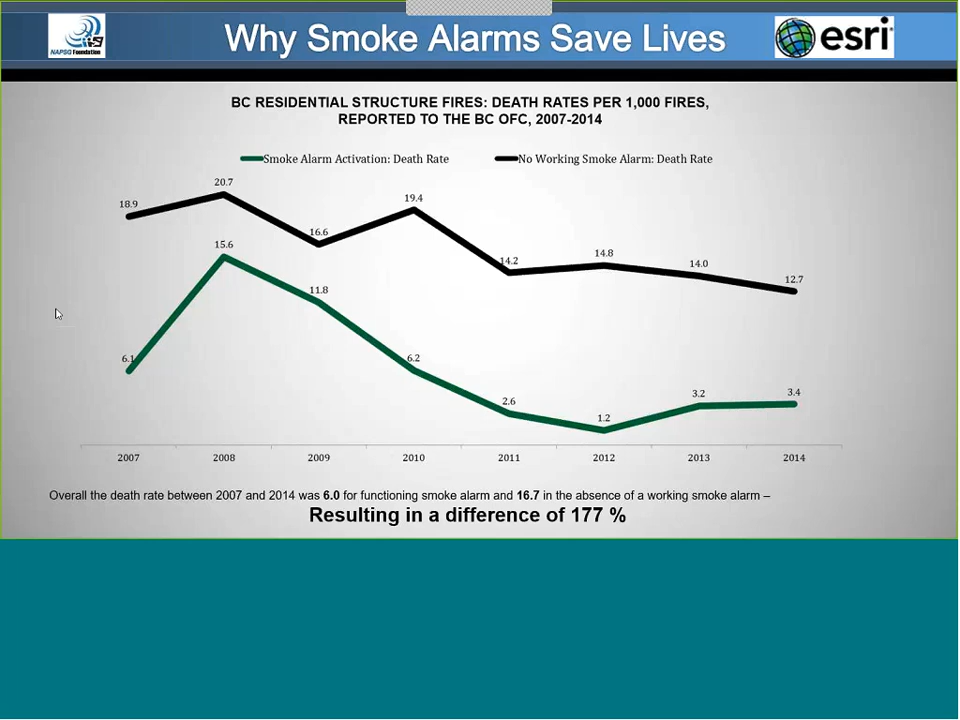 NAPSG Foundation
Why Smoke Alarms Save Lives
esri
BC RESIDENTIAL STRUCTURE FIRES: DEATH RATES PER 1,000 FIRES,
REPORTED TO THE BC OFC, 2007-2014
Smoke Alarm Activation: Death Rate No Working Smoke Alarm: Death Rate
18.9 20.7 16.6 19.4 14.2 14.8 14.0 12.7
6.1 15.6 11.8 6.2 2.6 1.2 3.2 3.4
2007 2008 2009 2010 2011 2012 2013 2014
Overall the death rate between 2007 and 2014 was 6.0 for functioning smoke alarm and 16.7 in the absence of a working smoke alarm –
Resulting in a difference of 177 %